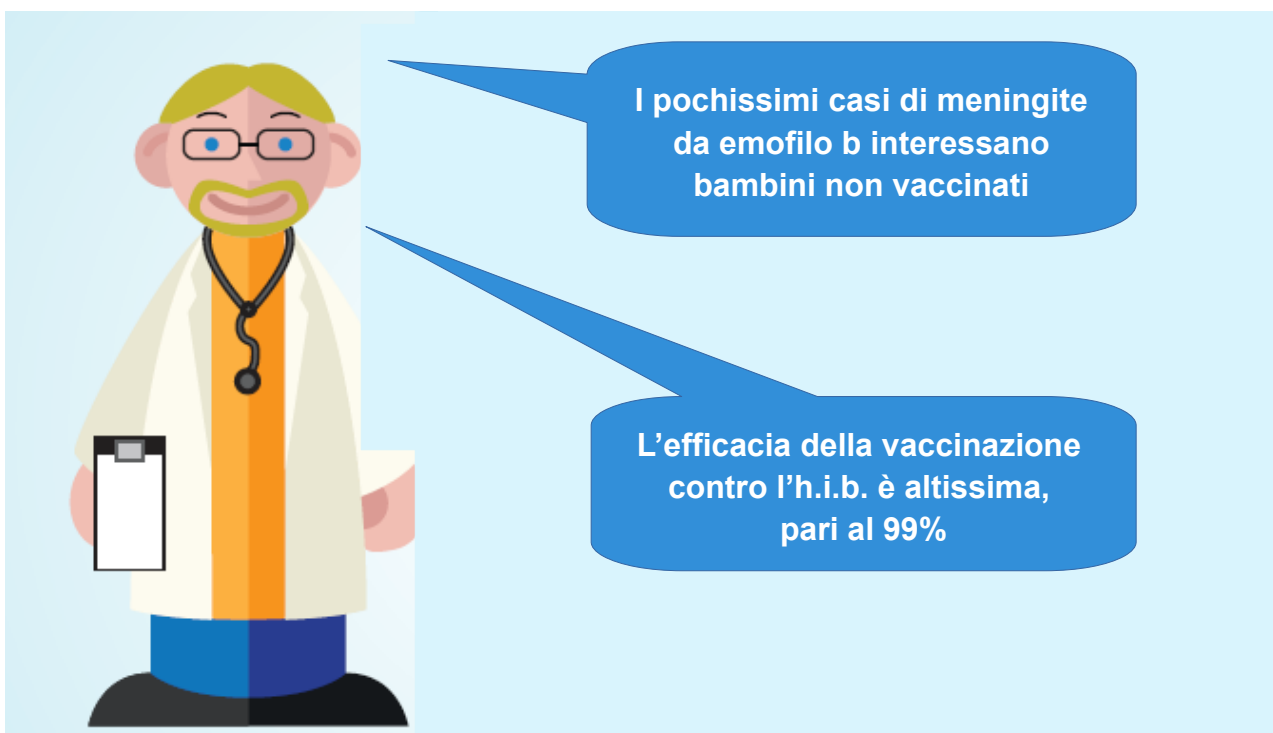 I pochissimi casi di meningite
da emofilo b interessano
bambini non vaccinati
L’efficacia della vaccinazione
contro l’h.i.b. è altissima,
pari al 99%